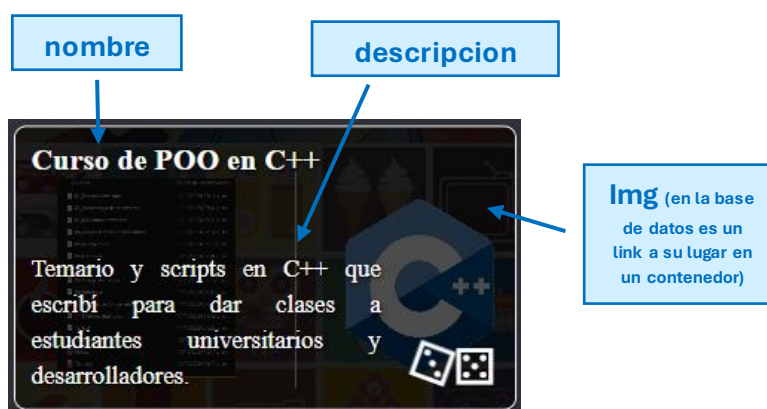 nombre
descripcion
Curso de POO en C++
Img (en la base
de datos es un
link a su lugar en
un contenedor)
Temario y scripts en C++ que
escribí para dar clases a
estudiantes universitarios y
desarrolladores.
C++